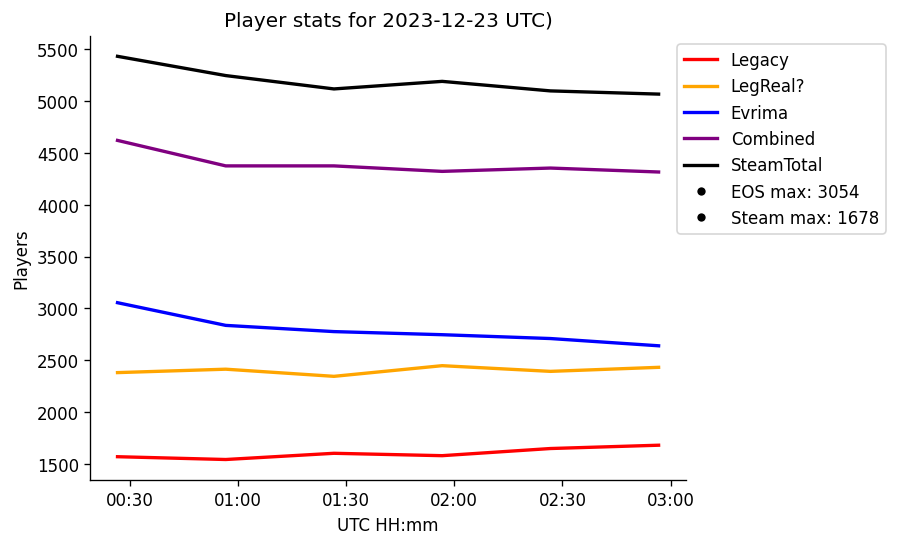 Player stats for 2023-12-23 UTC)
Players
5500
5000
4500
4000
3500
3000
2500
2000
1500
00:30 01:00 01:30 02:00 02:30 03:00
UTC HH:mm
Legacy
LegReal?
Evrima
Combined
SteamTotal
EOS max: 3054
Steam max: 1678